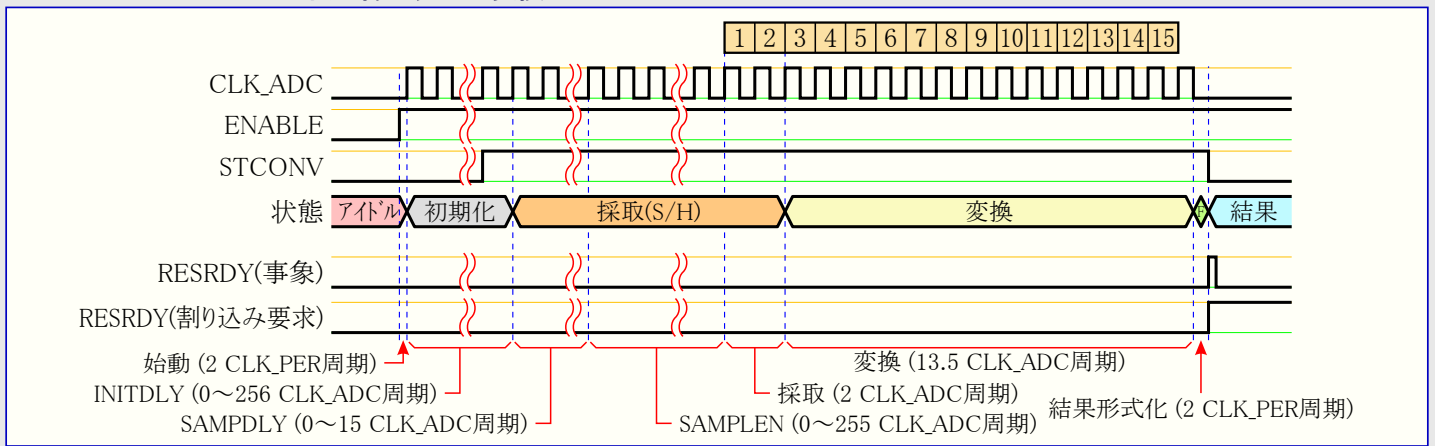 1 2 3 4 5 6 7 8 9 10 11 12 13 14 15
CLK_ADC
ENABLE
STCONV
状態 アイドル 初期化 採取(S/H) 変換 F 結果
RESRDY(事象)
RESRDY(割り込み要求)
始動 (2 CLK_PER周期)
変換 (13.5 CLK_ADC周期)
INITDLY (0～256 CLK_ADC周期)
採取 (2 CLK_ADC周期)
結果形式化 (2 CLK_PER周期)
SAMPDLY (0～15 CLK_ADC周期)
SAMPLEN (0～255 CLK_ADC周期)